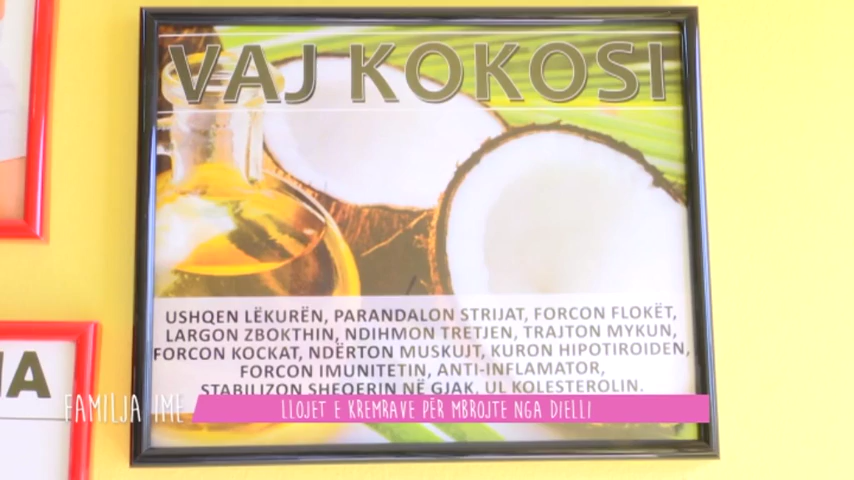 VAJ KOKOSI
USHQEN LËKURËN, PARANDALON STRIJAT, FORCON FLOKËT,
LARGON ZBOKTHIN, NDIHMON TRETJEN, TRAJTON MYKUN,
FORCON KOCKAT, NDËRTON MUSKUJT, KURON HIPOTIROIDEN,
FORCON IMUNITETIN, ANTI-INFLAMATOR,
STABILIZON SHEQERIN NË GJAK, UL KOLESTEROLIN.
IA
FAMILJA IME
LLOJET E KREMRAVE PËR MBROJTE NGA DIELLI